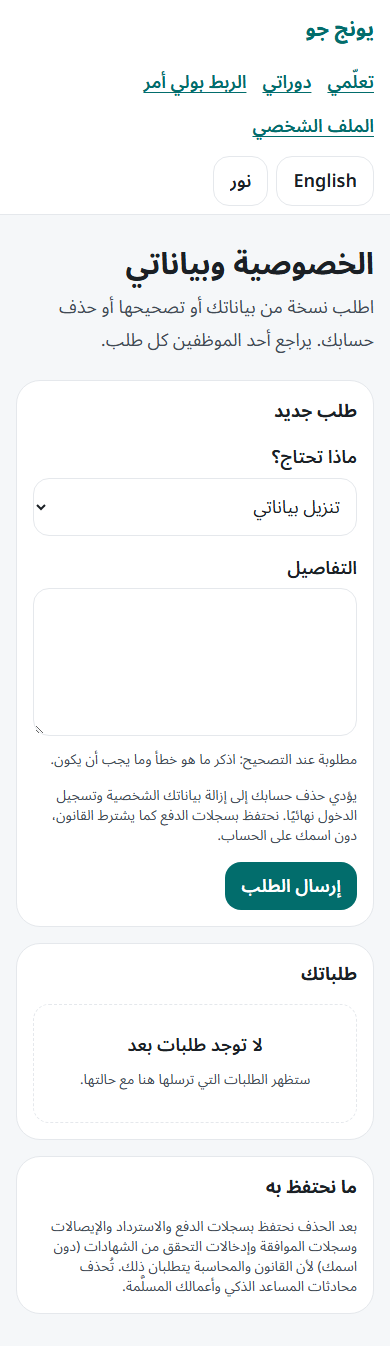 يونج جو
تعلّمي دوراتي الربط بولي أمر
الملف الشخصي
English نور
الخصوصية وبياناتي
اطلب نسخة من بياناتك أو تصحيحها أو حذف
حسابك. يراجع أحد الموظفين كل طلب.
طلب جديد
ماذا تحتاج؟
تنزيل بياناتي
التفاصيل
مطلوبة عند التصحيح: اذكر ما هو خطأ وما يجب أن يكون.
يؤدي حذف حسابك إلى إزالة بياناتك الشخصية وتسجيل
الدخول نهائيًا. نحتفظ بسجلات الدفع كما يشترط القانون،
دون اسمك على الحساب.
إرسال الطلب
طلباتك
لا توجد طلبات بعد
ستظهر الطلبات التي ترسلها هنا مع حالتها.
ما نحتفظ به
بعد الحذف نحتفظ بسجلات الدفع والاسترداد والإيصالات
وسجلات الموافقة وإدخالات التحقق من الشهادات (دون
اسمك) لأن القانون والمحاسبة يتطلبان ذلك. تُحذف
محادثات المساعد الذكي وأعمالك المسلَّمة.